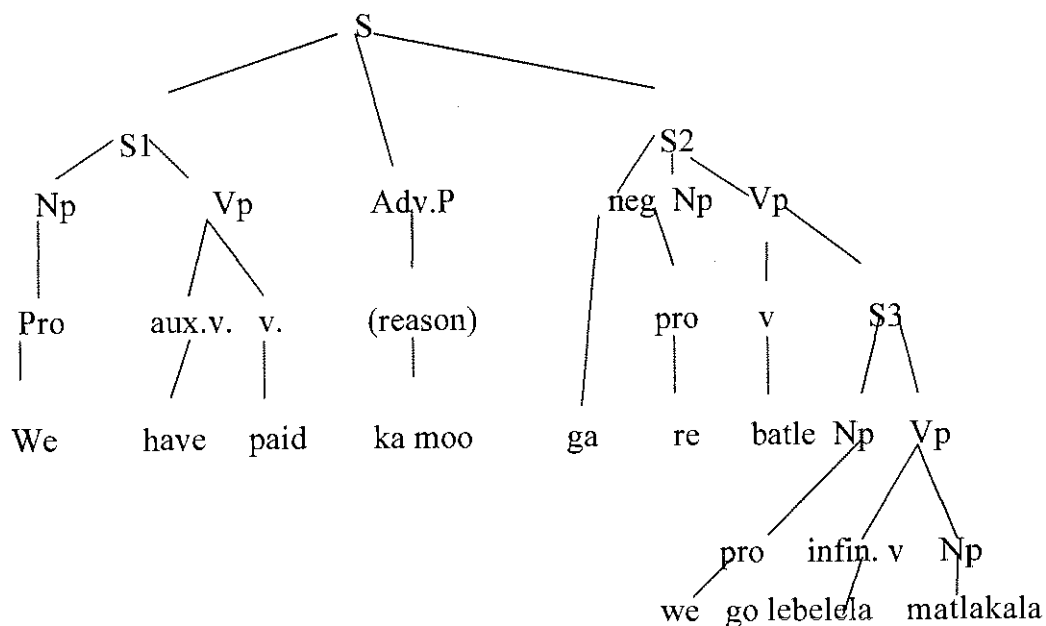 S
S1 S2
Np Vp Adv.P neg Np Vp
Pro aux.v. v. (reason) pro v S3
We have paid ka moo ga re batle Np Vp
pro infin. v Np
we go lebelela matlakala